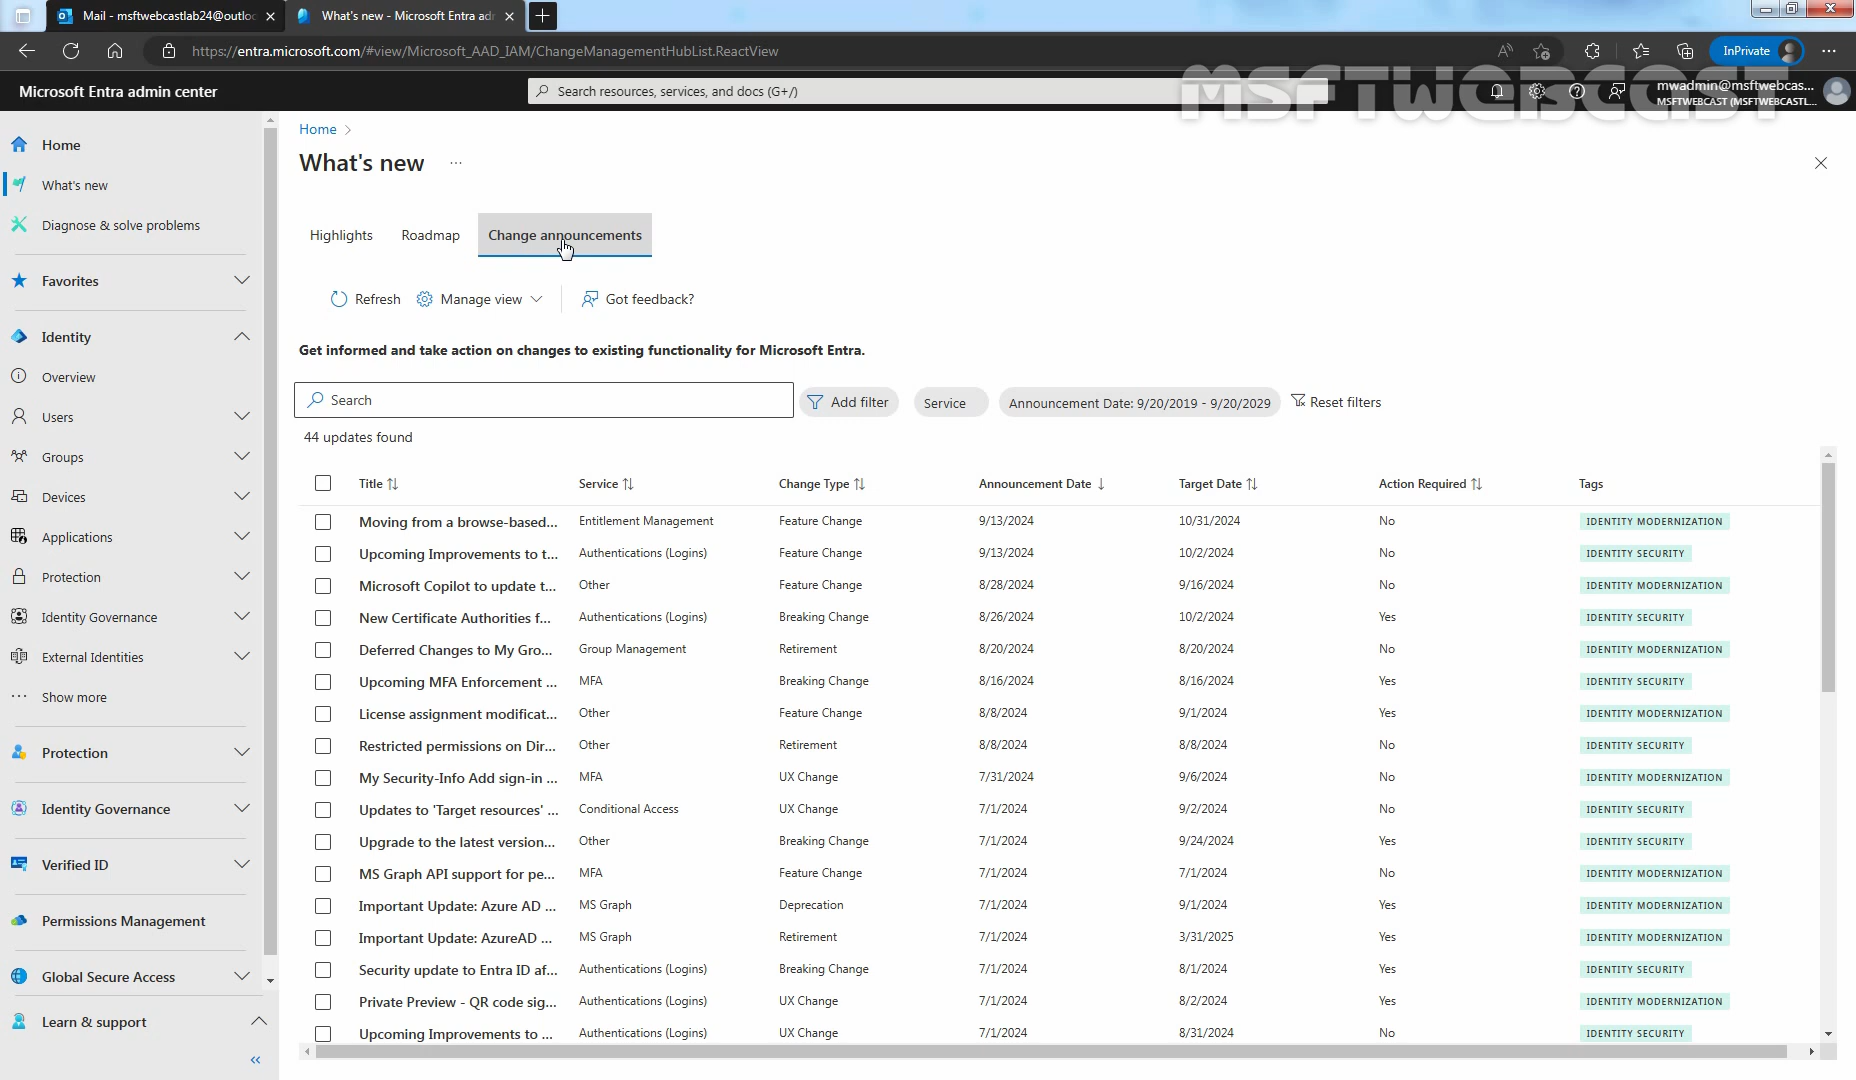 Mail - msftwebcastlab24@outloo
What's new - Microsoft Entra adr
https://entra.microsoft.com/#view/Microsoft_AAD_IAM/ChangeManagementHubList.ReactView
InPrivate
MSFTWEBCAST
Microsoft Entra admin center
Search resources, services, and docs (G+/)
mwadmin@msftwebcas...
MSFTWEBCAST (MSFTWEBCASTL...
Home
What's new
Diagnose & solve problems
Favorites
Identity
Overview
Users
Groups
Devices
Applications
Protection
Identity Governance
External Identities
Show more
Protection
Identity Governance
Verified ID
Permissions Management
Global Secure Access
Learn & support
Home
What's new
Highlights Roadmap Change announcements
Refresh Manage view Got feedback?
Get informed and take action on changes to existing functionality for Microsoft Entra.
Search Add filter Service Announcement Date: 9/20/2019 - 9/20/2029 Reset filters
44 updates found
Title Service Change Type Announcement Date Target Date Action Required Tags
Moving from a browse-based... Entitlement Management Feature Change 9/13/2024 10/31/2024 No IDENTITY MODERNIZATION
Upcoming Improvements to t... Authentications (Logins) Feature Change 9/13/2024 10/2/2024 No IDENTITY SECURITY
Microsoft Copilot to update t... Other Feature Change 8/28/2024 9/16/2024 No IDENTITY MODERNIZATION
New Certificate Authorities f... Authentications (Logins) Breaking Change 8/26/2024 10/2/2024 Yes IDENTITY SECURITY
Deferred Changes to My Gro... Group Management Retirement 8/20/2024 8/20/2024 No IDENTITY MODERNIZATION
Upcoming MFA Enforcement ... MFA Breaking Change 8/16/2024 8/16/2024 Yes IDENTITY SECURITY
License assignment modificat... Other Feature Change 8/8/2024 9/1/2024 Yes IDENTITY MODERNIZATION
Restricted permissions on Dir... Other Retirement 8/8/2024 8/8/2024 No IDENTITY SECURITY
My Security-Info Add sign-in ... MFA UX Change 7/31/2024 9/6/2024 No IDENTITY MODERNIZATION
Updates to 'Target resources' ... Conditional Access UX Change 7/1/2024 9/2/2024 No IDENTITY SECURITY
Upgrade to the latest version... Other Breaking Change 7/1/2024 9/24/2024 Yes IDENTITY SECURITY
MS Graph API support for pe... MFA Feature Change 7/1/2024 7/1/2024 No IDENTITY MODERNIZATION
Important Update: Azure AD ... MS Graph Deprecation 7/1/2024 9/1/2024 Yes IDENTITY MODERNIZATION
Important Update: AzureAD ... MS Graph Retirement 7/1/2024 3/31/2025 Yes IDENTITY MODERNIZATION
Security update to Entra ID af... Authentications (Logins) Breaking Change 7/1/2024 8/1/2024 Yes IDENTITY SECURITY
Private Preview - QR code sig... Authentications (Logins) UX Change 7/1/2024 8/2/2024 Yes IDENTITY MODERNIZATION
Upcoming Improvements to ... Authentications (Logins) UX Change 7/1/2024 8/31/2024 No IDENTITY SECURITY